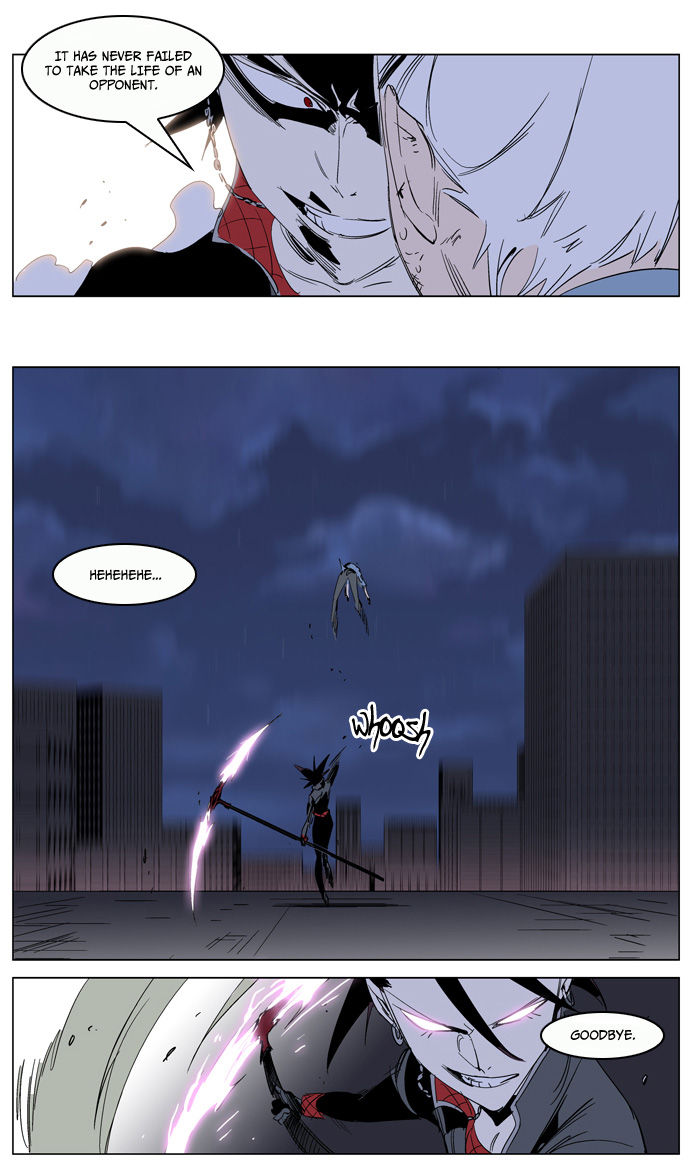 IT HAS NEVER FAILED
TO TAKE THE LIFE OF AN
OPPONENT.
HEHEHEHE...
WHOOSH
GOODBYE.